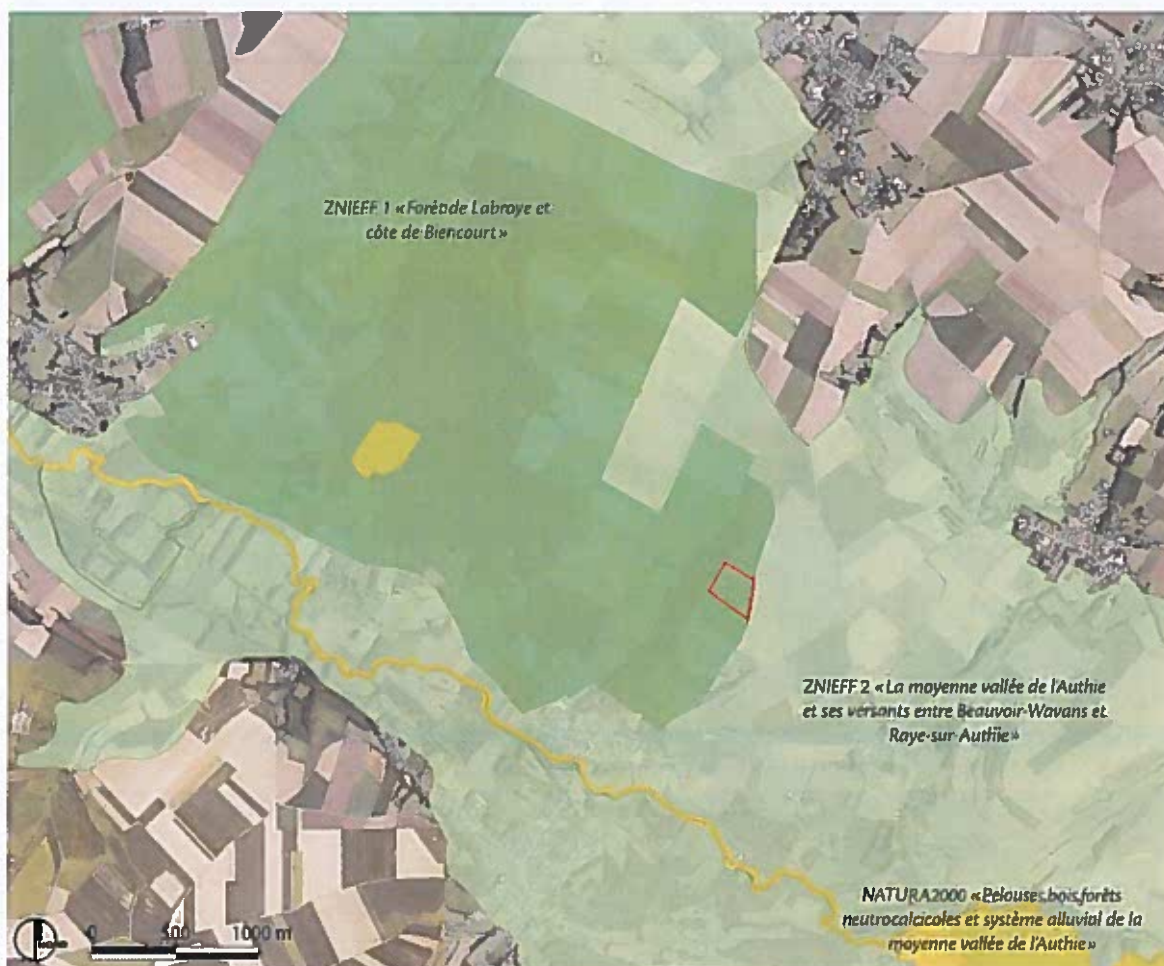 ZNIEFF 1 «Forêt de Labroye et
côte de Biencourt»
ZNIEFF 2 «La moyenne vallée de l'Authie
et ses versants entre Beauvoir-Wavans et
Raye-sur-Authie»
NATURA2000 «Pelouses, bois, forêts
neutrocalcicoles et système alluvial de la
moyenne vallée de l'Authie»
0 500 1000 m